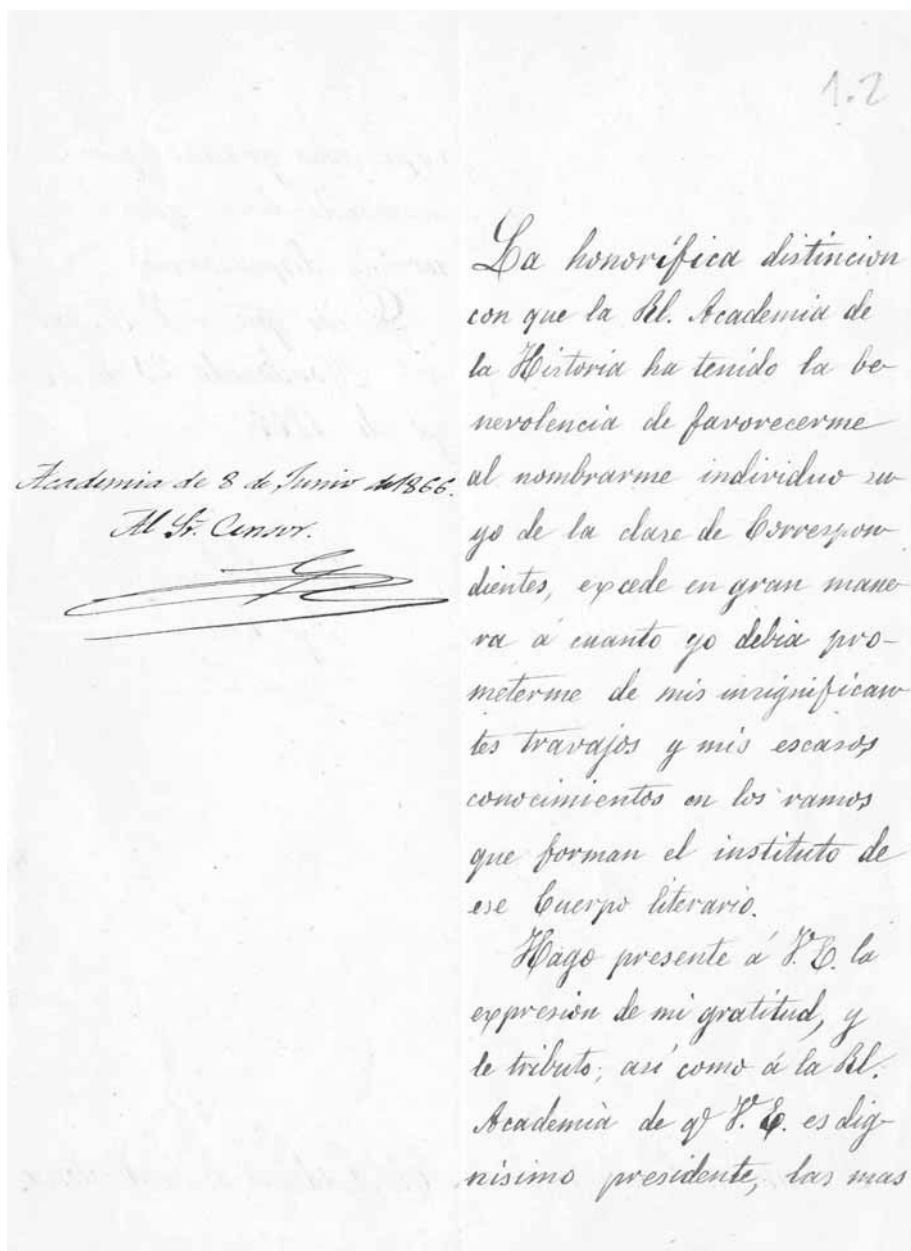 1.2
La honorífica distincion
con que la Rl. Academia de
la Historia ha tenido la be
nevolencia de favorecerme
al nombrarme individuo su
yo de la clase de Correspon
dientes, excede en gran mane
ra á cuanto yo debia pro-
meterme de mis insignifican
tes travajos y mis escasos
conocimientos en los ramos
que forman el instituto de
ese Cuerpo literario.
Hago presente á V. E. la
expresion de mi gratitud, y
le tributo, así como á la Rl.
Academia de q̄ V. E. es dig-
nisimo presidente, las mas
Academia de 8 de Junio de 1866.
Al Sr. Censor.